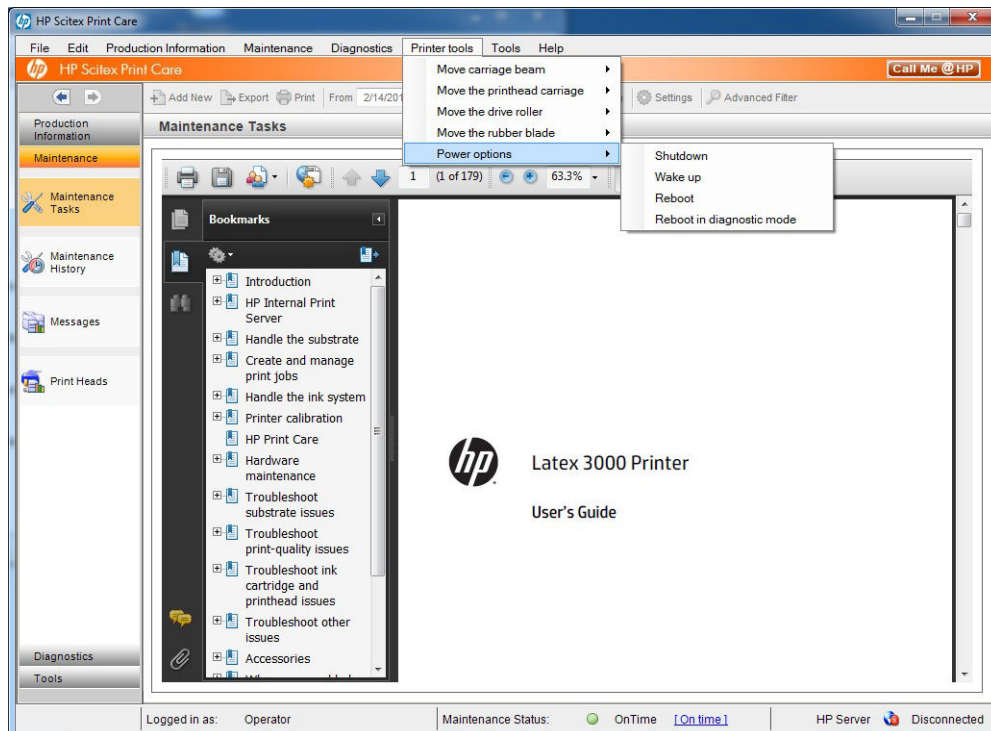 HP Scitex Print Care
File Edit Production Information Maintenance Diagnostics Printer tools Tools Help
hp HP Scitex Print Care
Call Me @ HP
Add New Export Print From 2/14/201
Settings Advanced Filter
Move carriage beam
Move the printhead carriage
Move the drive roller
Move the rubber blade
Power options
Shutdown
Wake up
Reboot
Reboot in diagnostic mode
Production
Information
Maintenance
Maintenance
Tasks
Maintenance
History
Messages
Print Heads
Diagnostics
Tools
Maintenance Tasks
1 (1 of 179) 63.3%
Bookmarks
Introduction
HP Internal Print
Server
Handle the substrate
Create and manage
print jobs
Handle the ink system
Printer calibration
HP Print Care
Hardware
maintenance
Troubleshoot
substrate issues
Troubleshoot
print-quality issues
Troubleshoot ink
cartridge and
printhead issues
Troubleshoot other
issues
Accessories
hp
Latex 3000 Printer
User's Guide
Logged in as: Operator
Maintenance Status: OnTime [On time]
HP Server Disconnected